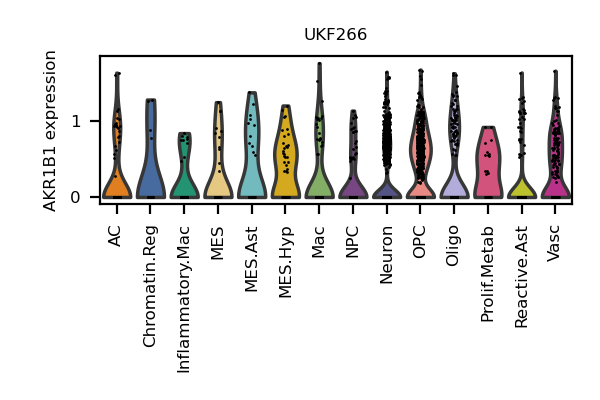 UKF266
AKR1B1 expression
1
0
AC
Chromatin.Reg
Inflammatory.Mac
MES
MES.Ast
MES.Hyp
Mac
NPC
Neuron
OPC
Oligo
Prolif.Metab
Reactive.Ast
Vasc